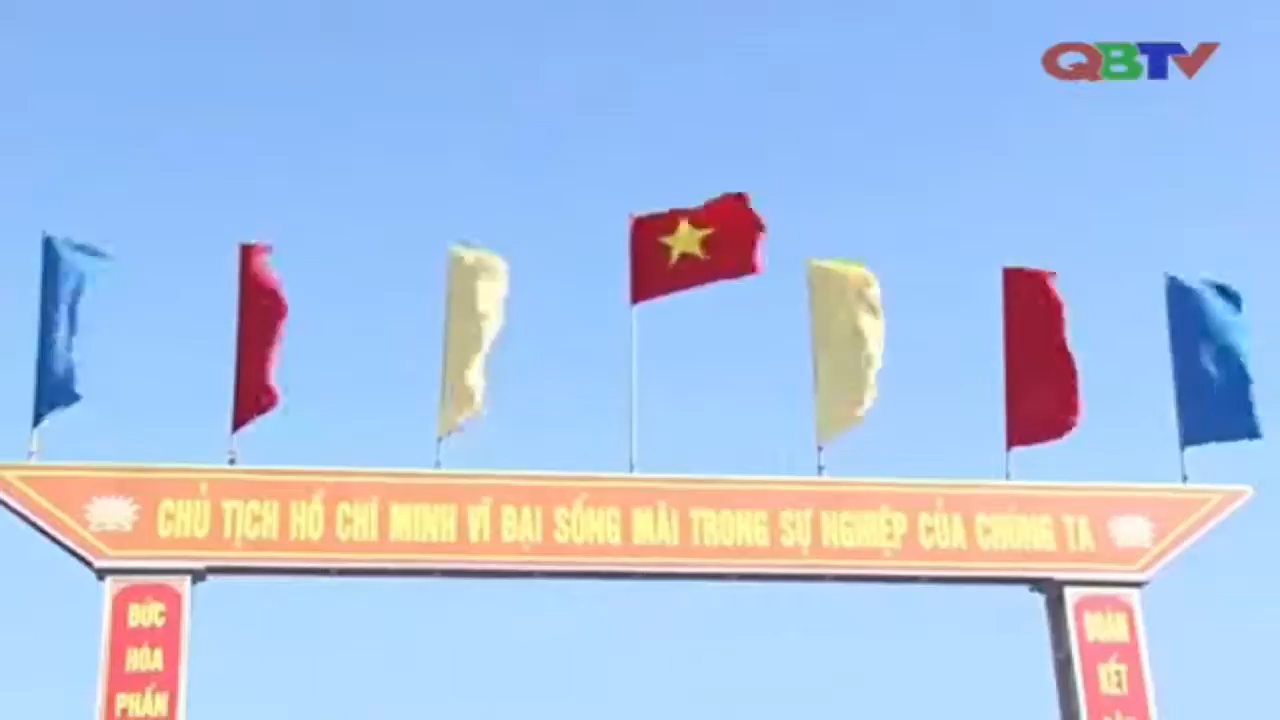 QBTV
CHỦ TỊCH HỒ CHÍ MINH VĨ ĐẠI SỐNG MÃI TRONG SỰ NGHIỆP CỦA CHÚNG TA
ĐỨC
HÓA
PHẤN
ĐOÀN
KẾT